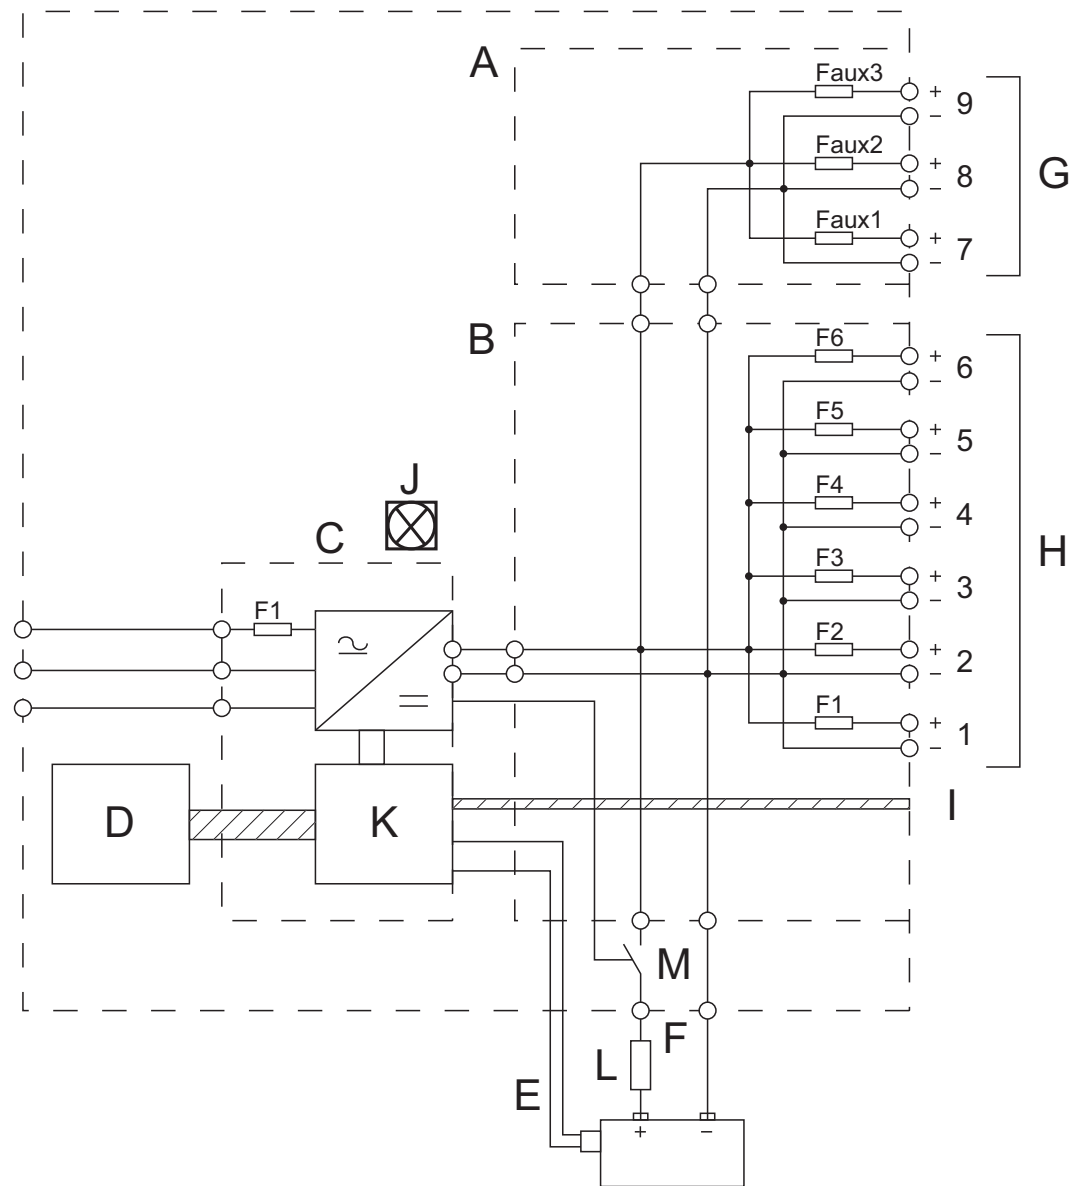 A
Faux3
+ 9
−
Faux2
+ 8
−
G
Faux1
+ 7
−
B
F6
+ 6
−
F5
+ 5
−
J
F4
+ 4
−
C
H
F3
+ 3
−
F1
F2
+ 2
−
F1
+ 1
−
D
K
I
M
F
L
E
+ −